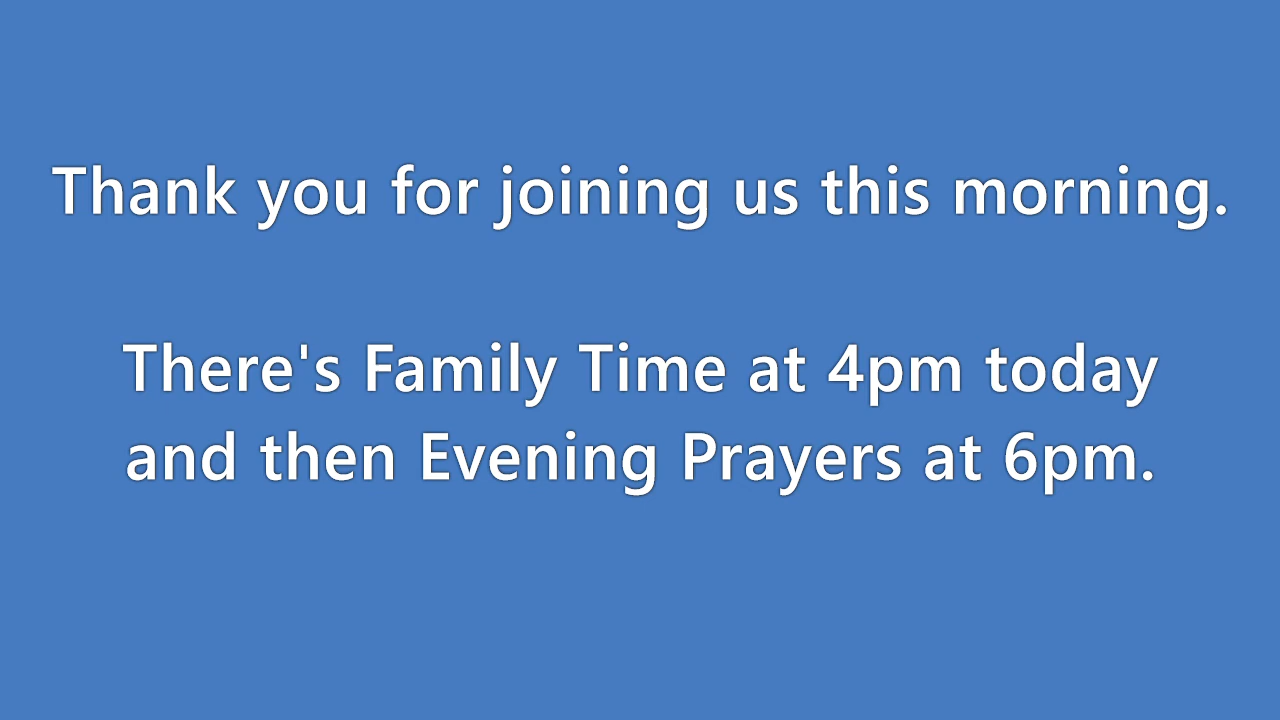 Thank you for joining us this morning.
There's Family Time at 4pm today
and then Evening Prayers at 6pm.